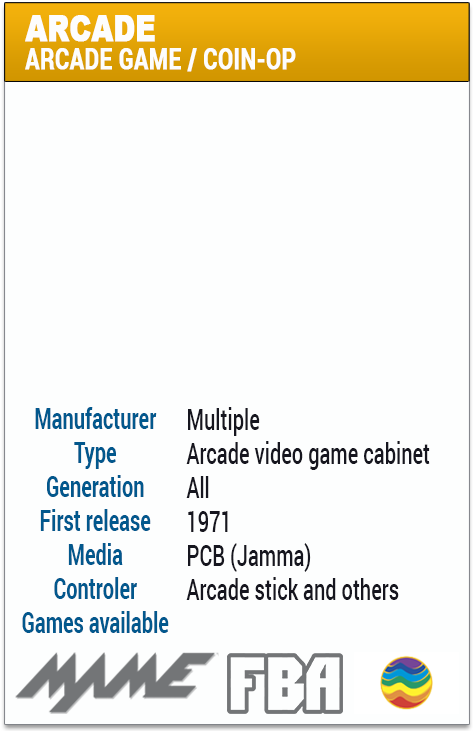 ARCADE
ARCADE GAME / COIN-OP
Manufacturer Multiple
Type Arcade video game cabinet
Generation All
First release 1971
Media PCB (Jamma)
Controler Arcade stick and others
Games available
MAME FBA